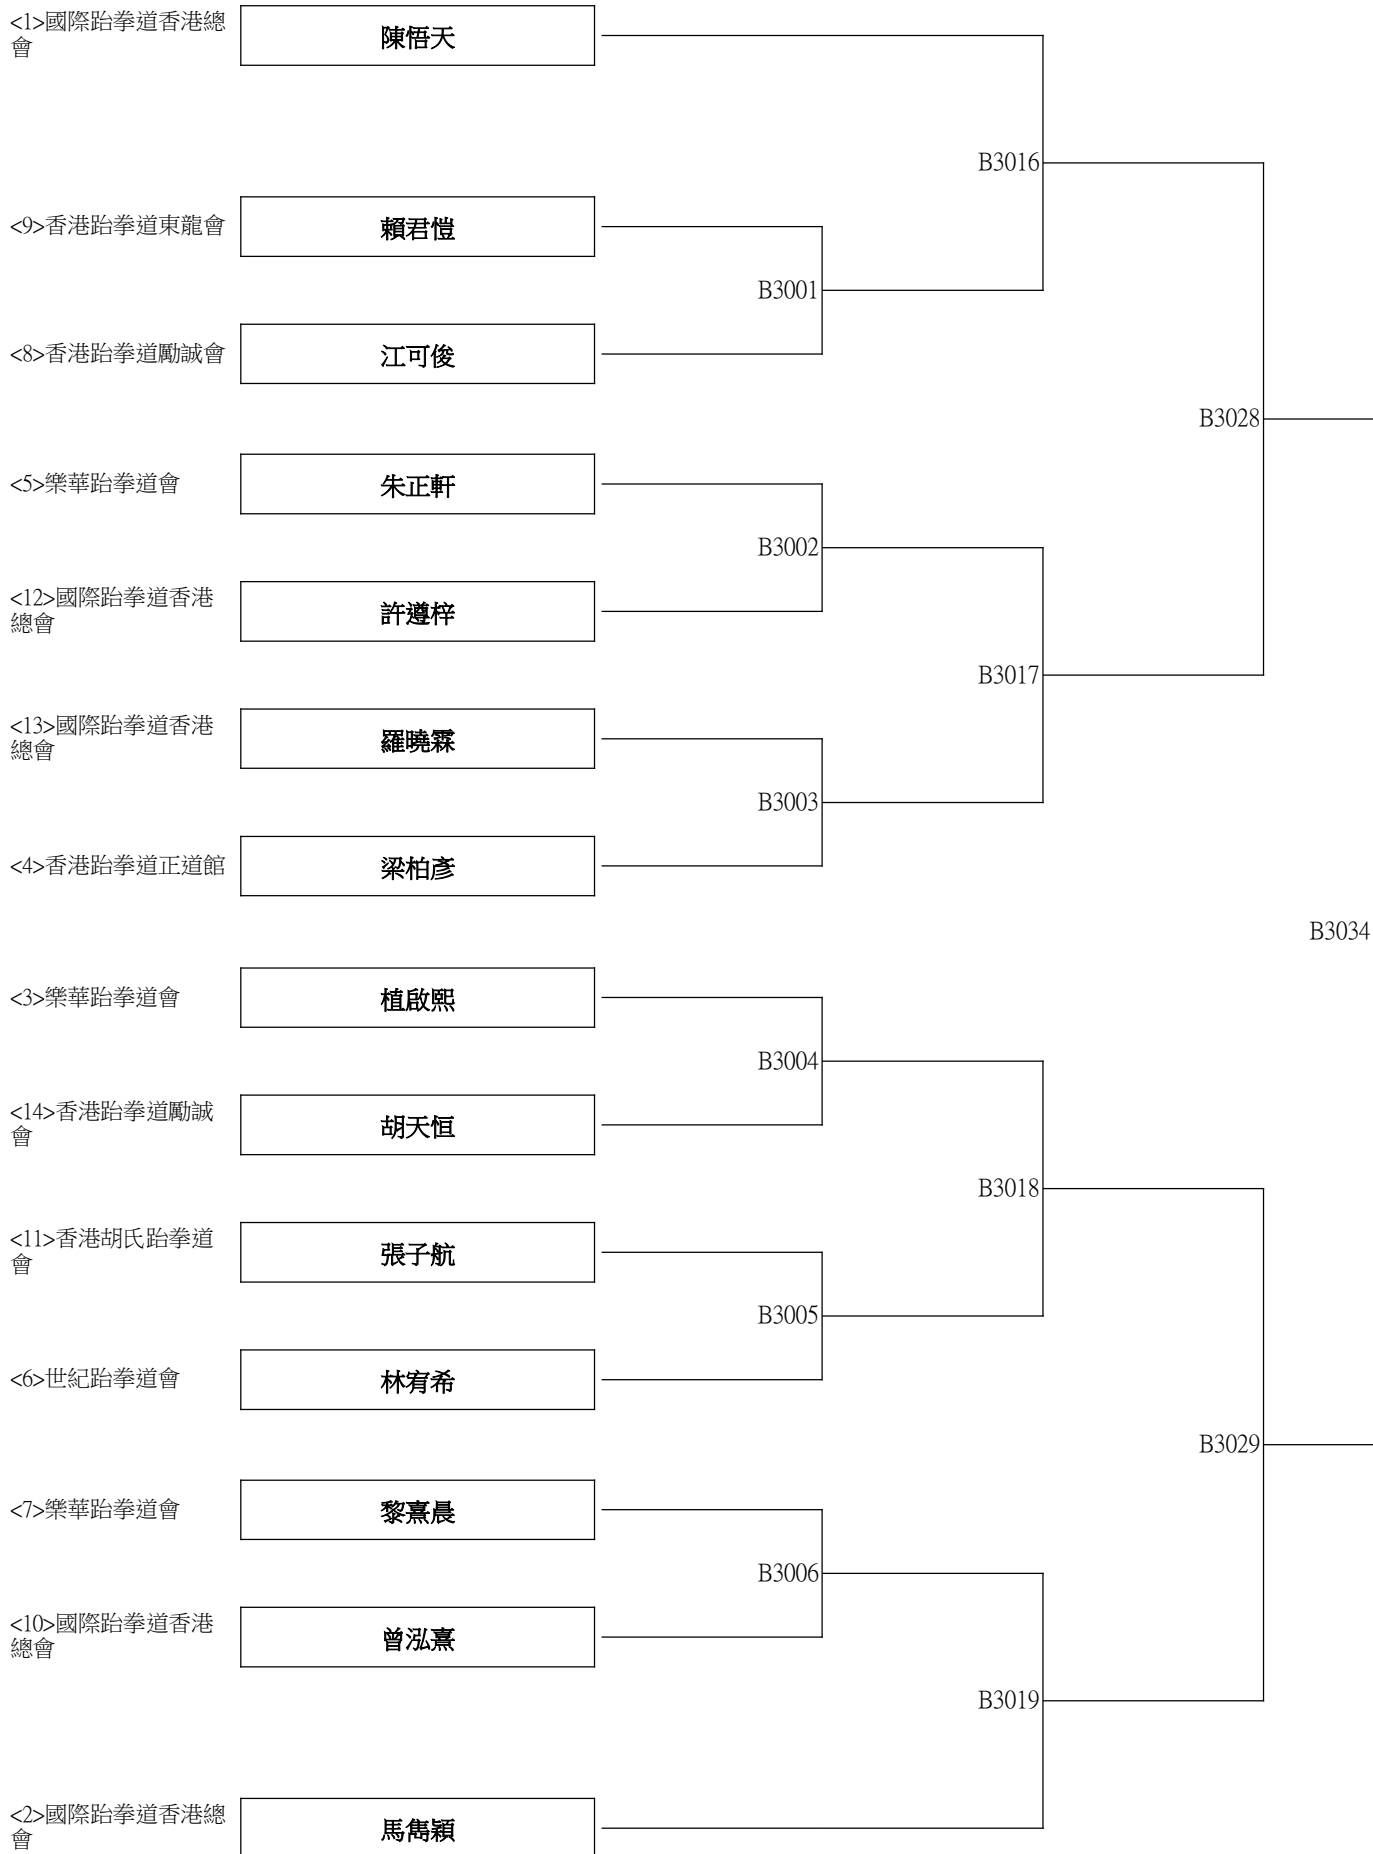 <1>國際跆拳道香港總
會
陳悟天
B3016
<9>香港跆拳道東龍會
賴君愷
B3001
<8>香港跆拳道勵誠會
江可俊
B3028
<5>樂華跆拳道會
朱正軒
B3002
<12>國際跆拳道香港
總會
許遵梓
B3017
<13>國際跆拳道香港
總會
羅曉霖
B3003
<4>香港跆拳道正道館
梁柏彥
B3034
<3>樂華跆拳道會
植啟熙
B3004
<14>香港跆拳道勵誠
會
胡天恒
B3018
<11>香港胡氏跆拳道
會
張子航
B3005
<6>世紀跆拳道會
林宥希
B3029
<7>樂華跆拳道會
黎熹晨
B3006
<10>國際跆拳道香港
總會
曾泓熹
B3019
<2>國際跆拳道香港總
會
馬雋穎